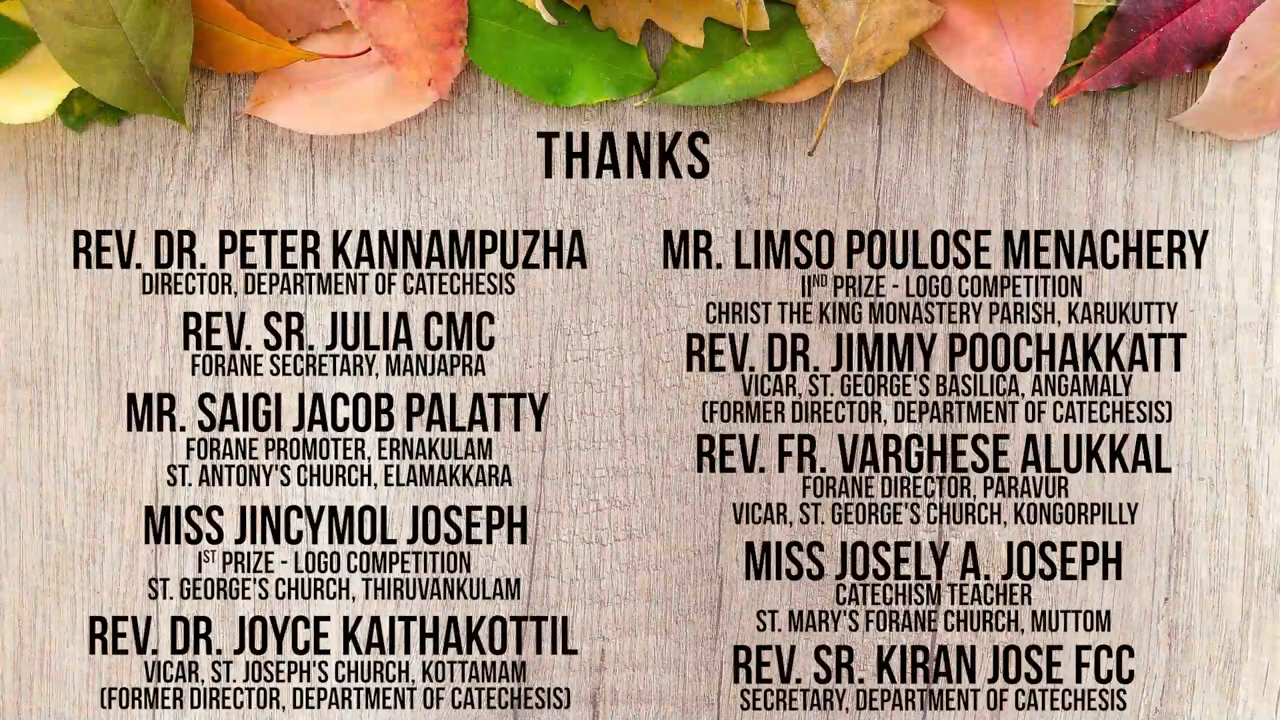 THANKS
REV. DR. PETER KANNAMPUZHA
DIRECTOR, DEPARTMENT OF CATECHESIS
REV. SR. JULIA CMC
FORANE SECRETARY, MANJAPRA
MR. SAIGI JACOB PALATTY
FORANE PROMOTER, ERNAKULAM
ST. ANTONY'S CHURCH, ELAMAKKARA
MISS JINCYMOL JOSEPH
IST PRIZE - LOGO COMPETITION
ST. GEORGE'S CHURCH, THIRUVANKULAM
REV. DR. JOYCE KAITHAKOTTIL
VICAR, ST. JOSEPH'S CHURCH, KOTTAMAM
(FORMER DIRECTOR, DEPARTMENT OF CATECHESIS)
MR. LIMSO POULOSE MENACHERY
IIND PRIZE - LOGO COMPETITION
CHRIST THE KING MONASTERY PARISH, KARUKUTTY
REV. DR. JIMMY POOCHAKKATT
VICAR, ST. GEORGE'S BASILICA, ANGAMALY
(FORMER DIRECTOR, DEPARTMENT OF CATECHESIS)
REV. FR. VARGHESE ALUKKAL
FORANE DIRECTOR, PARAVUR
VICAR, ST. GEORGE'S CHURCH, KONGORPILLY
MISS JOSELY A. JOSEPH
CATECHISM TEACHER
ST. MARY'S FORANE CHURCH, MUTTOM
REV. SR. KIRAN JOSE FCC
SECRETARY, DEPARTMENT OF CATECHESIS